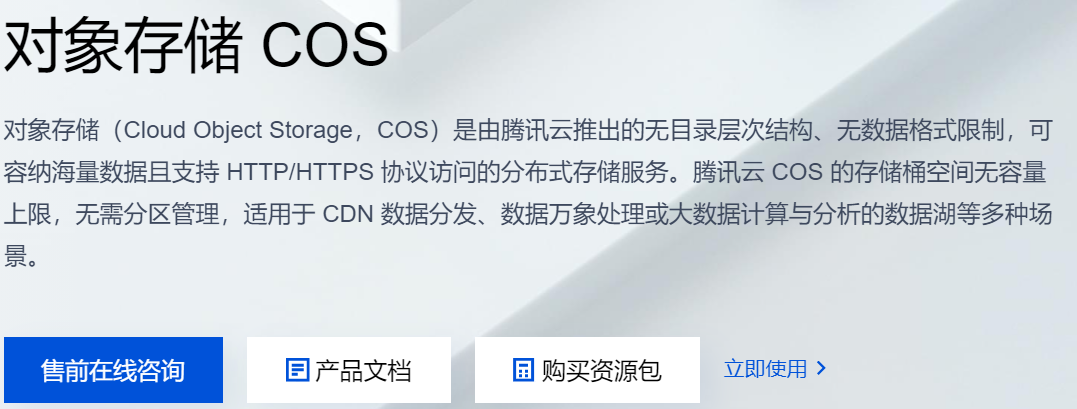 对象存储 COS
对象存储（Cloud Object Storage，COS）是由腾讯云推出的无目录层次结构、无数据格式限制，可
容纳海量数据且支持 HTTP/HTTPS 协议访问的分布式存储服务。腾讯云 COS 的存储桶空间无容量
上限，无需分区管理，适用于 CDN 数据分发、数据万象处理或大数据计算与分析的数据湖等多种场
景。
售前在线咨询 产品文档 购买资源包 立即使用